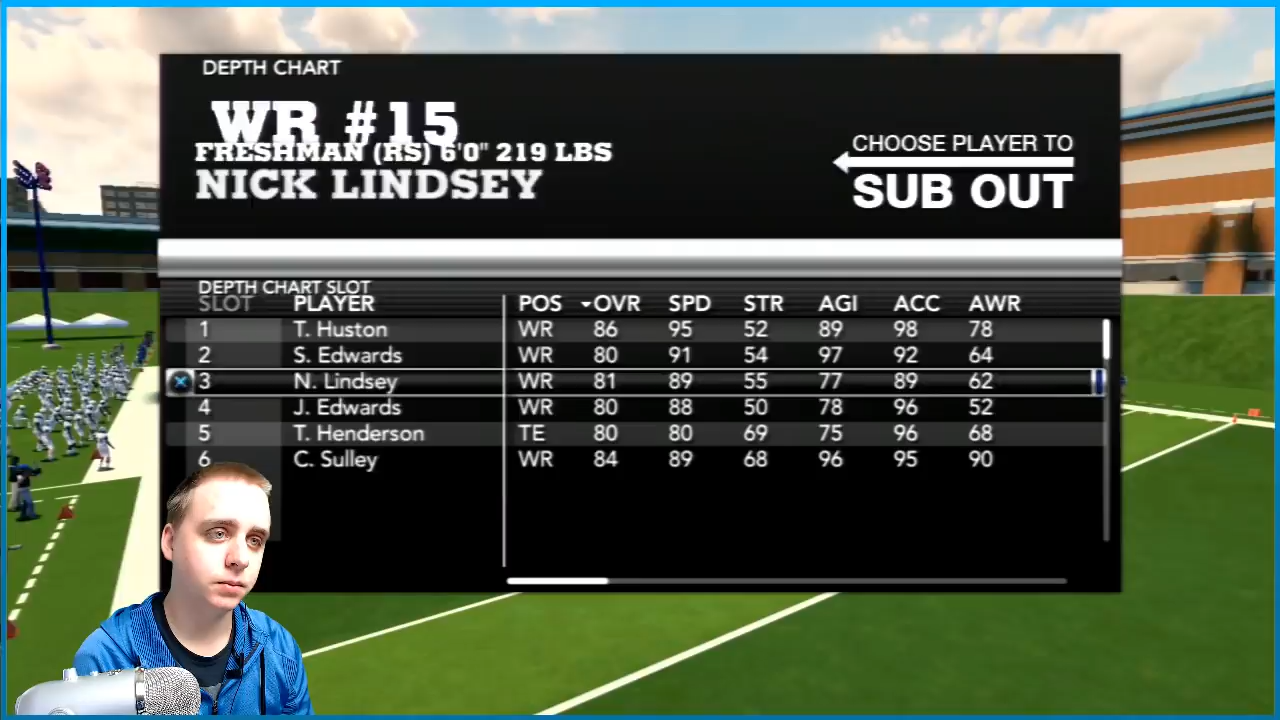 DEPTH CHART
WR #15
FRESHMAN (RS) 6'0" 219 LBS
NICK LINDSEY
CHOOSE PLAYER TO
SUB OUT
DEPTH CHART SLOT
SLOT PLAYER POS OVR SPD STR AGI ACC AWR
1 T. Huston WR 86 95 52 89 98 78
2 S. Edwards WR 80 91 54 97 92 64
3 N. Lindsey WR 81 89 55 77 89 62
4 J. Edwards WR 80 88 50 78 96 52
5 T. Henderson TE 80 80 69 75 96 68
6 C. Sulley WR 84 89 68 96 95 90